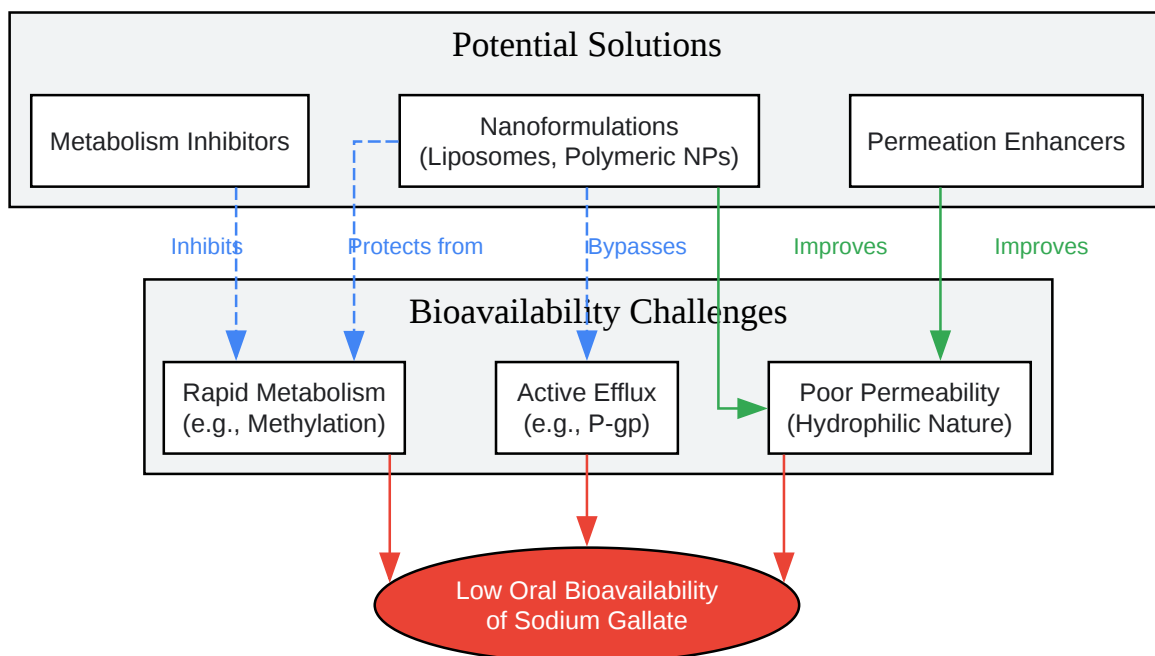 Potential Solutions
Metabolism Inhibitors
Nanoformulations
(Liposomes, Polymeric NPs)
Permeation Enhancers
Inhibits
Protects from
Bypasses
Improves
Improves
Bioavailability Challenges
Rapid Metabolism
(e.g., Methylation)
Active Efflux
(e.g., P-gp)
Poor Permeability
(Hydrophilic Nature)
Low Oral Bioavailability
of Sodium Gallate